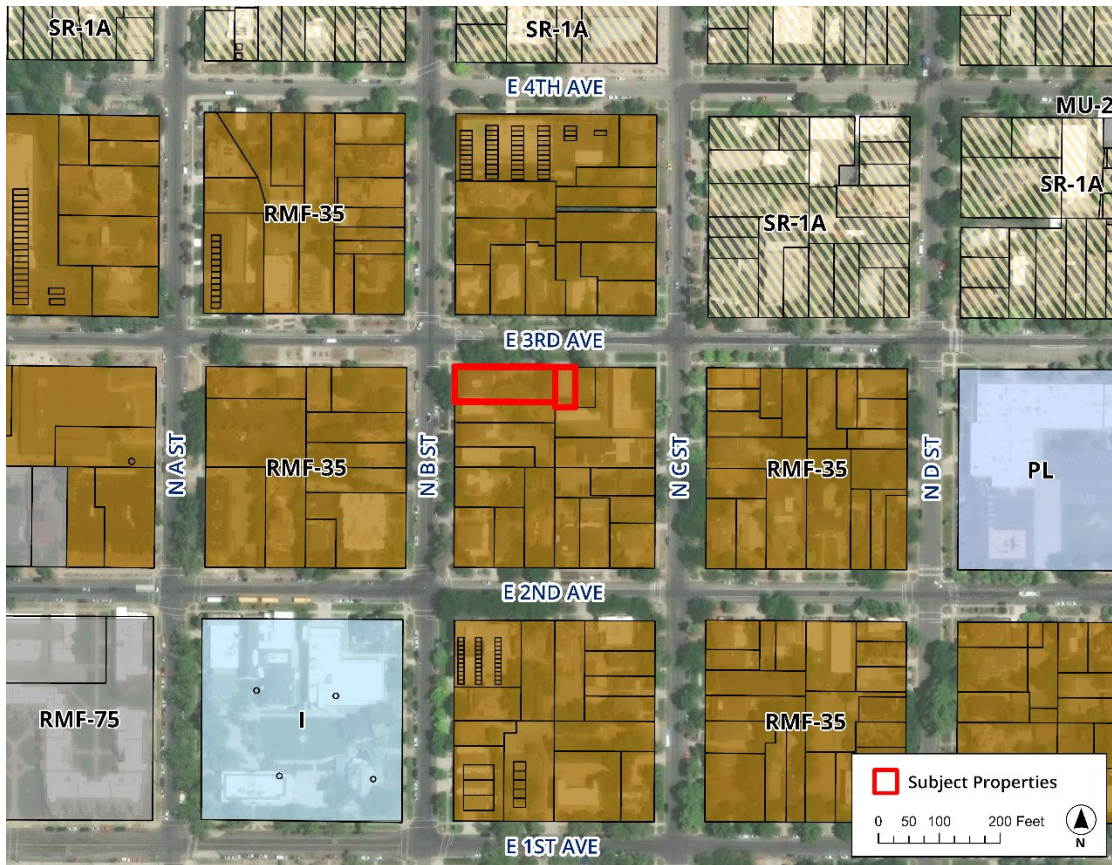 SR-1A
SR-1A
E 4TH AVE
MU-2
RMF-35
SR-1A
SR-1A
E 3RD AVE
N A ST
RMF-35
N B ST
N C ST
RMF-35
N D ST
PL
E 2ND AVE
RMF-75
I
RMF-35
Subject Properties
0 50 100 200 Feet
N
E 1ST AVE